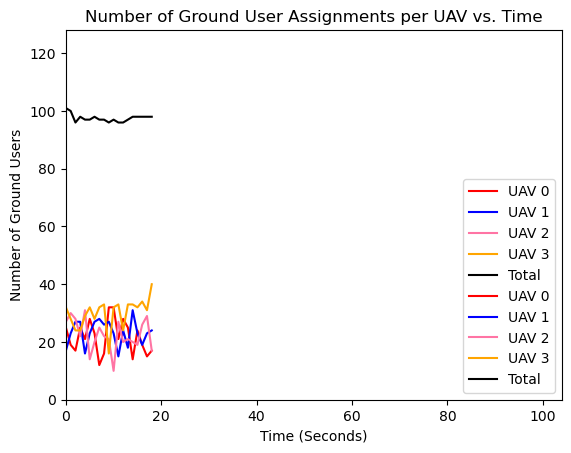 Number of Ground User Assignments per UAV vs. Time
Number of Ground Users
120
100
80
60
40
20
0
0 20 40 60 80 100
Time (Seconds)
UAV 0
UAV 1
UAV 2
UAV 3
Total
UAV 0
UAV 1
UAV 2
UAV 3
Total